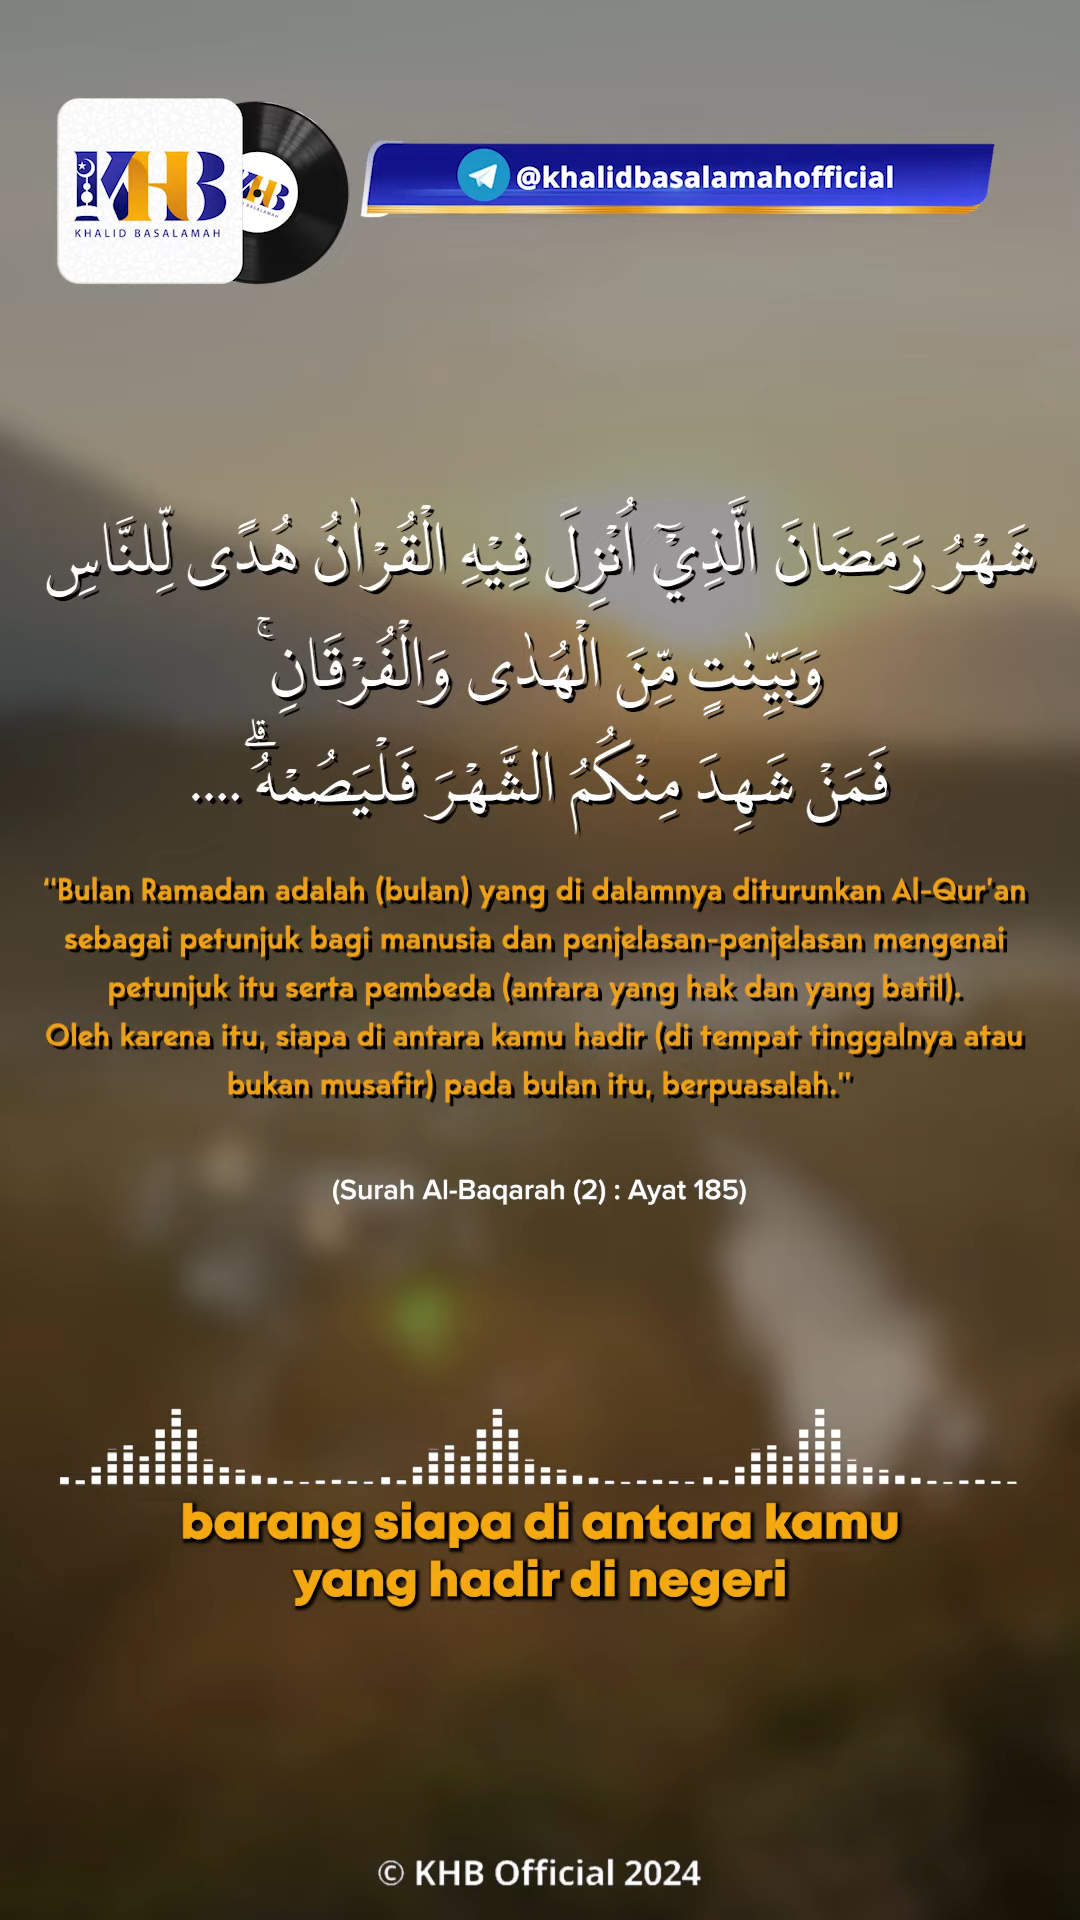 KHB
KHALID BASALAMAH
@khalidbasalamahofficial
شَهْرُ رَمَضَانَ الَّذِيْٓ اُنْزِلَ فِيْهِ الْقُرْاٰنُ هُدًى لِّلنَّاسِ
وَبَيِّنٰتٍ مِّنَ الْهُدٰى وَالْفُرْقَانِۚ
فَمَنْ شَهِدَ مِنْكُمُ الشَّهْرَ فَلْيَصُمْهُۗ ....
"Bulan Ramadan adalah (bulan) yang di dalamnya diturunkan Al-Qur'an
sebagai petunjuk bagi manusia dan penjelasan-penjelasan mengenai
petunjuk itu serta pembeda (antara yang hak dan yang batil).
Oleh karena itu, siapa di antara kamu hadir (di tempat tinggalnya atau
bukan musafir) pada bulan itu, berpuasalah."
(Surah Al-Baqarah (2) : Ayat 185)
barang siapa di antara kamu
yang hadir di negeri
© KHB Official 2024